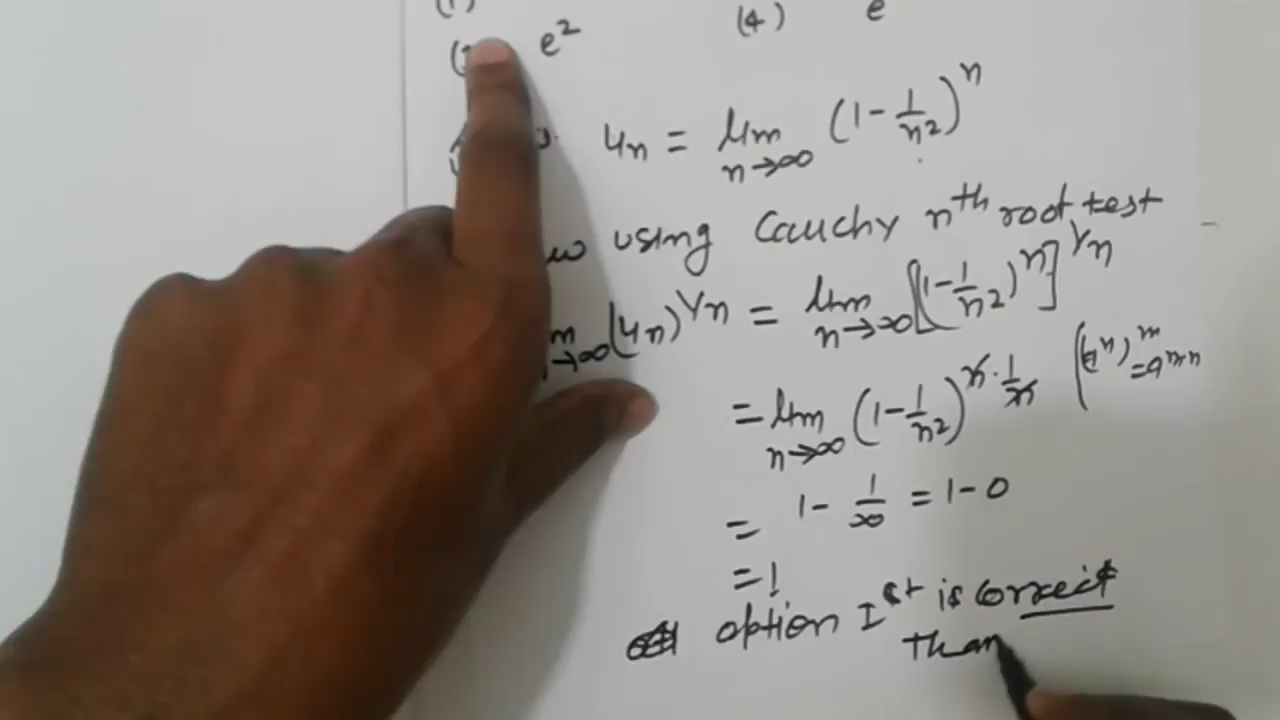 (1)
e² (4) e
un = lim n→∞ (1 - 1/n²)^n
using Cauchy nth root test
(un)^1/n = lim n→∞ [(1 - 1/n²)^n]^1/n
= lim n→∞ (1 - 1/n²)^n·1/n (a^n)^m = a^m×n
= 1 - 1/∞ = 1 - 0
= 1
option Ist is correct
than